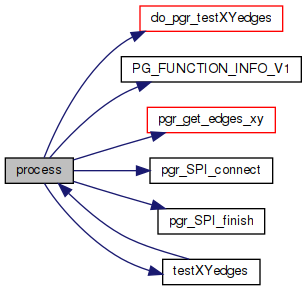 do_pgr_testXYedges
PG_FUNCTION_INFO_V1
pgr_get_edges_xy
process
pgr_SPI_connect
pgr_SPI_finish
testXYedges